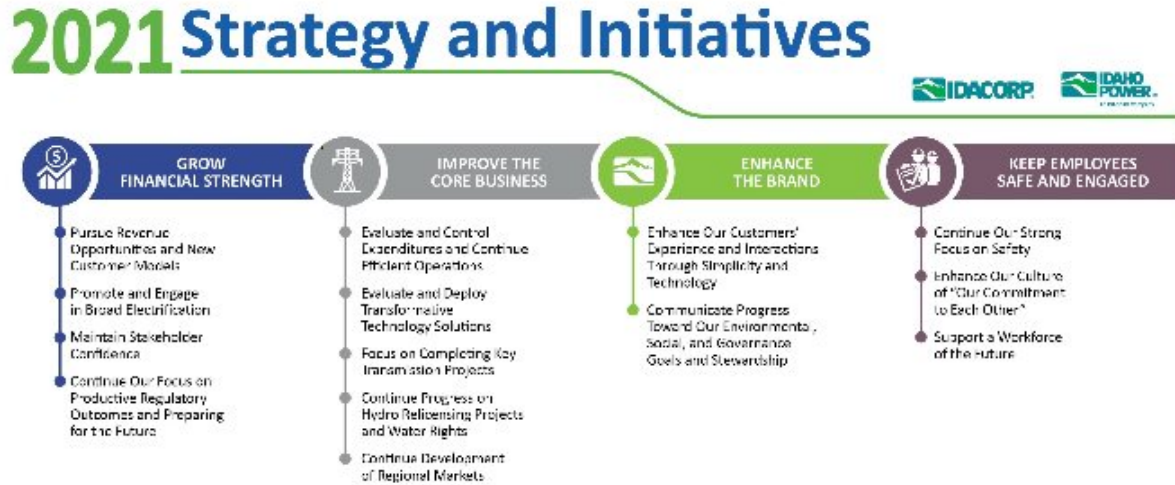 2021 Strategy and Initiatives
IDACORP
IDAHO
POWER
GROW
FINANCIAL STRENGTH
Pursue Revenue
Opportunities and New
Customer Models
Promote and Engage
in Broad Electrification
Maintain Stakeholder
Confidence
Continue Our Focus on
Productive Regulatory
Outcomes and Preparing
for the Future
IMPROVE THE
CORE BUSINESS
Evaluate and Control
Expenditures and Continue
Efficient Operations
Evaluate and Deploy
Transformative
Technology Solutions
Focus on Completing Key
Transmission Projects
Continue Progress on
Hydro Relicensing Projects
and Water Rights
Continue Development
of Regional Markets
ENHANCE
THE BRAND
Enhance Our Customers'
Experience and Interactions
Through Simplicity and
Technology
Communicate Progress
Toward Our Environmental,
Social, and Governance
Goals and Stewardship
KEEP EMPLOYEES
SAFE AND ENGAGED
Continue Our Strong
Focus on Safety
Enhance Our Culture
of "Our Commitment
to Each Other"
Support a Workforce
of the Future